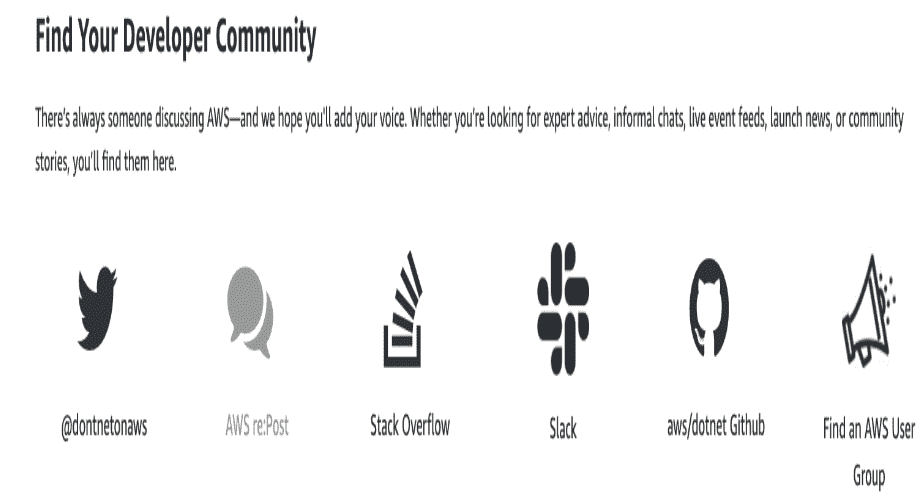 Find Your Developer Community
There's always someone discussing AWS—and we hope you'll add your voice. Whether you're looking for expert advice, informal chats, live event feeds, launch news, or community
stories, you'll find them here.
@dontnetonaws
AWS re:Post
Stack Overflow
Slack
aws/dotnet Github
Find an AWS User
Group